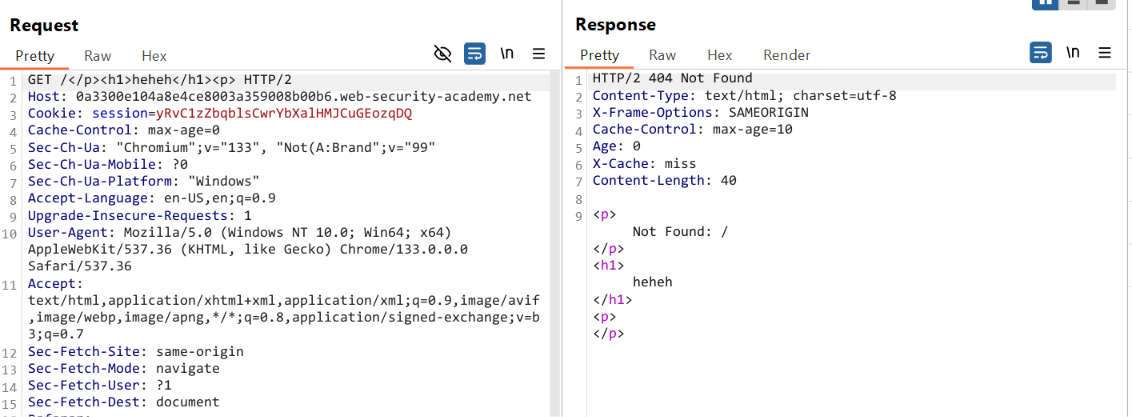 Request
Pretty Raw Hex
\n
1 GET /</p><h1>heheh</h1><p> HTTP/2
2 Host: 0a3300e104a8e4ce8003a359008b00b6.web-security-academy.net
3 Cookie: session=yRvC1zZbqblsCwrYbXalHMJCuGEozqDQ
4 Cache-Control: max-age=0
5 Sec-Ch-Ua: "Chromium";v="133", "Not(A:Brand";v="99"
6 Sec-Ch-Ua-Mobile: ?0
7 Sec-Ch-Ua-Platform: "Windows"
8 Accept-Language: en-US,en;q=0.9
9 Upgrade-Insecure-Requests: 1
10 User-Agent: Mozilla/5.0 (Windows NT 10.0; Win64; x64)
AppleWebKit/537.36 (KHTML, like Gecko) Chrome/133.0.0.0
Safari/537.36
11 Accept:
text/html,application/xhtml+xml,application/xml;q=0.9,image/avif
,image/webp,image/apng,*/*;q=0.8,application/signed-exchange;v=b
3;q=0.7
12 Sec-Fetch-Site: same-origin
13 Sec-Fetch-Mode: navigate
14 Sec-Fetch-User: ?1
15 Sec-Fetch-Dest: document
Response
Pretty Raw Hex Render
\n
1 HTTP/2 404 Not Found
2 Content-Type: text/html; charset=utf-8
3 X-Frame-Options: SAMEORIGIN
4 Cache-Control: max-age=10
5 Age: 0
6 X-Cache: miss
7 Content-Length: 40
8
9 <p>
Not Found: /
</p>
<h1>
heheh
</h1>
<p>
</p>